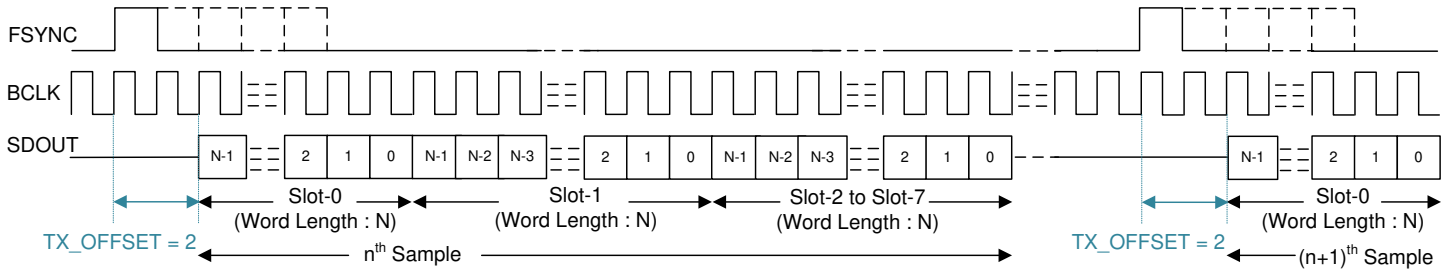 FSYNC
BCLK
SDOUT
N-1 2 1 0 N-1 N-2 N-3 2 1 0 N-1 N-2 N-3 2 1 0 N-1 2 1 0
Slot-0 Slot-1 Slot-2 to Slot-7 Slot-0
(Word Length : N) (Word Length : N) (Word Length : N) (Word Length : N)
TX_OFFSET = 2 TX_OFFSET = 2
nth Sample (n+1)th Sample